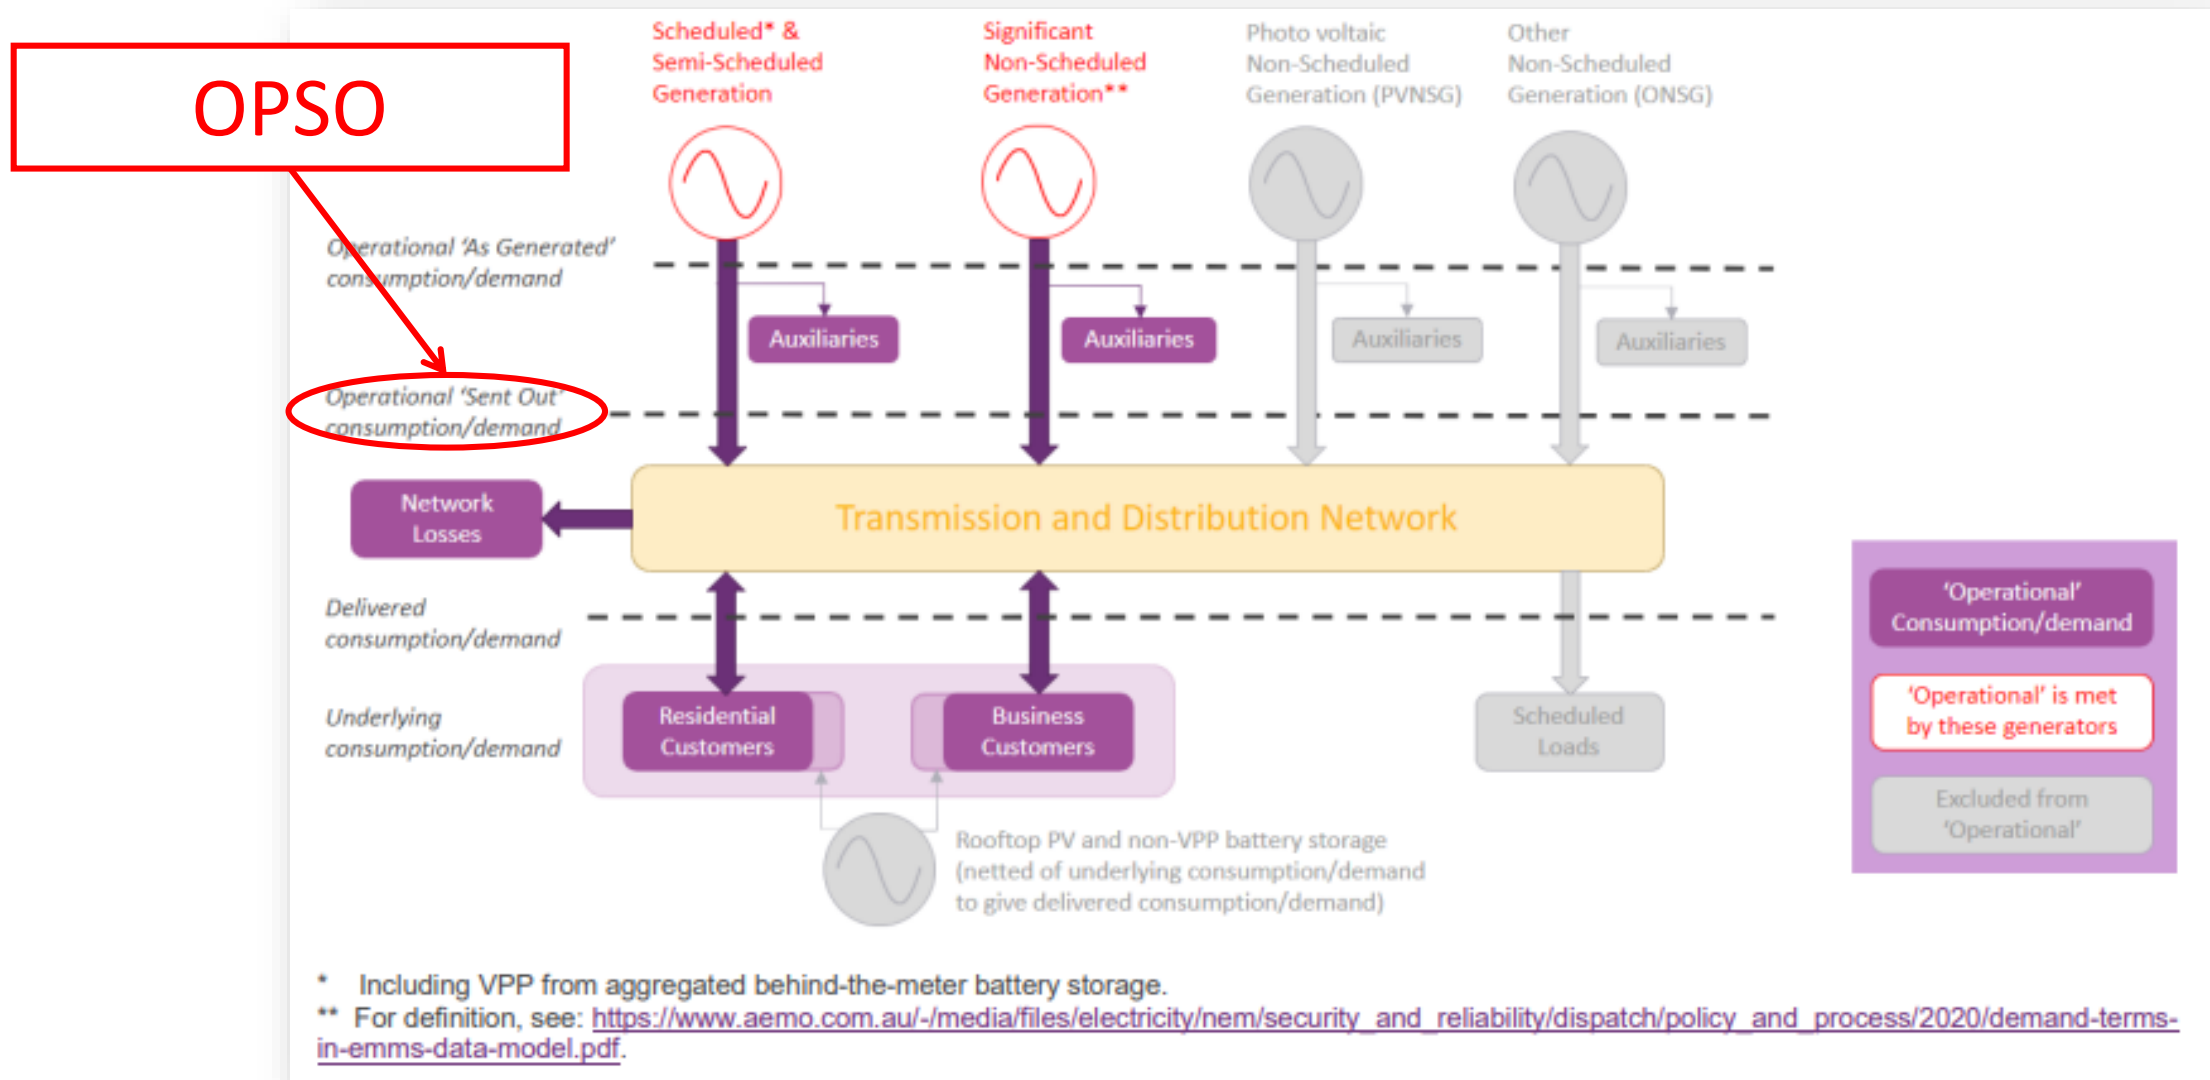 OPSO
Scheduled* &
Semi-Scheduled
Generation
Significant
Non-Scheduled
Generation**
Photo voltaic
Non-Scheduled
Generation (PVNSG)
Other
Non-Scheduled
Generation (ONSG)
Operational ‘As Generated’
consumption/demand
Auxiliaries
Auxiliaries
Auxiliaries
Auxiliaries
Operational ‘Sent Out’
consumption/demand
Network
Losses
Transmission and Distribution Network
Delivered
consumption/demand
Underlying
consumption/demand
Residential
Customers
Business
Customers
Scheduled
Loads
Rooftop PV and non-VPP battery storage
(netted of underlying consumption/demand
to give delivered consumption/demand)
‘Operational’
Consumption/demand
‘Operational’ is met
by these generators
Excluded from
‘Operational’
* Including VPP from aggregated behind-the-meter battery storage.
** For definition, see: https://www.aemo.com.au/-/media/files/electricity/nem/security_and_reliability/dispatch/policy_and_process/2020/demand-terms-
in-emms-data-model.pdf.